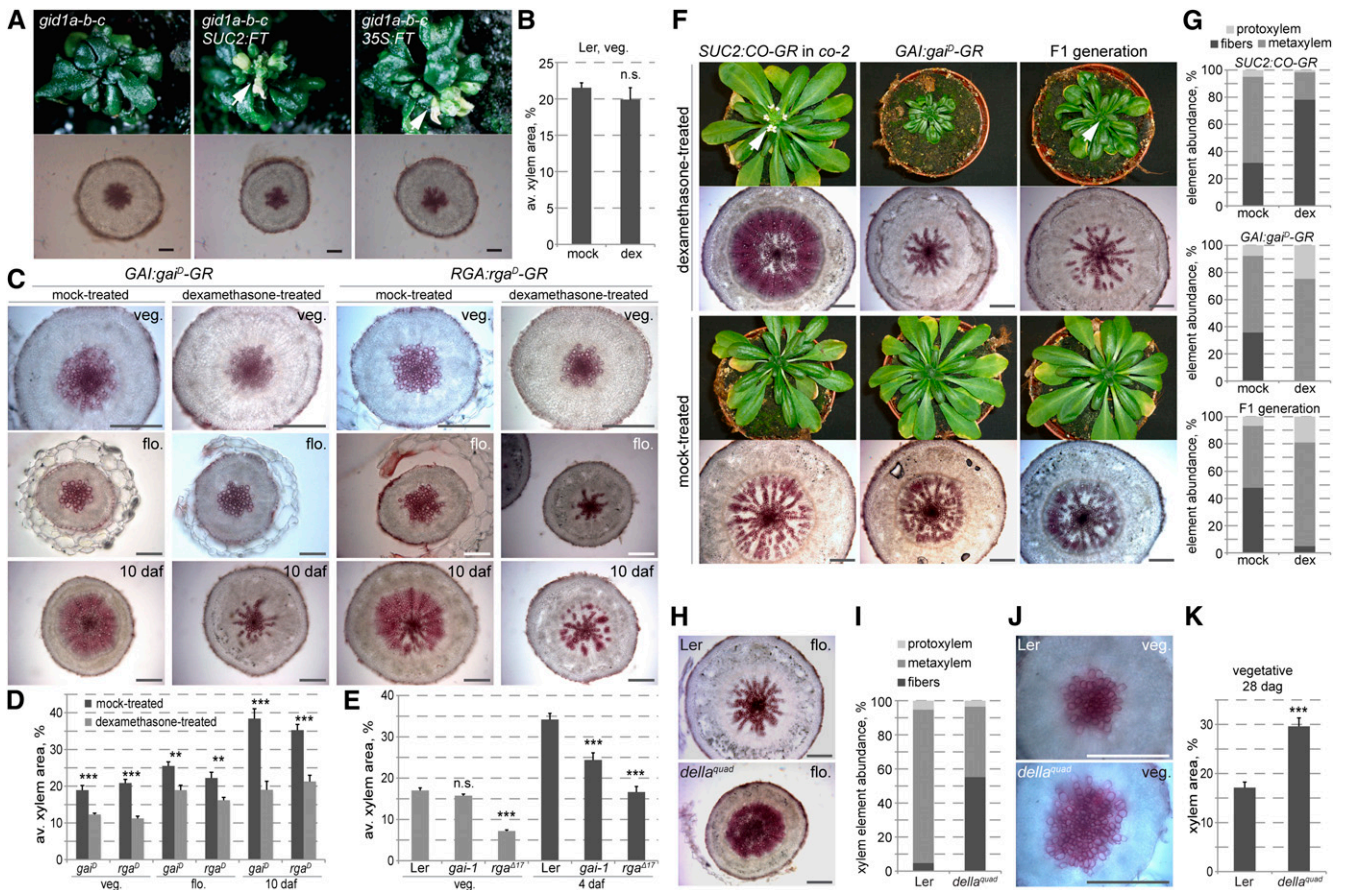 A
gid1a-b-c
gid1a-b-c
SUC2:FT
gid1a-b-c
35S:FT
B
Ler, veg.
n.s.
av. xylem area, %
25
20
15
10
5
0
mock
dex
C
GAI:gaiᴰ-GR
RGA:rgaᴰ-GR
mock-treated
dexamethasone-treated
mock-treated
dexamethasone-treated
veg.
veg.
veg.
veg.
flo.
flo.
flo.
flo.
10 daf
10 daf
10 daf
10 daf
D
mock-treated
dexamethasone-treated
av. xylem area, %
40
30
20
10
0
***
***
**
**
***
***
gaiᴰ
rgaᴰ
gaiᴰ
rgaᴰ
gaiᴰ
rgaᴰ
veg.
flo.
10 daf
E
av. xylem area, %
40
30
20
10
0
n.s.
***
***
***
Ler
gai-1
rgaᐃ¹⁷
Ler
gai-1
rgaᐃ¹⁷
veg.
4 daf
F
SUC2:CO-GR in co-2
GAI:gaiᴰ-GR
F1 generation
dexamethasone-treated
mock-treated
G
protoxylem
fibers
metaxylem
SUC2:CO-GR
element abundance, %
100
80
60
40
20
0
mock
dex
GAI:gaiᴰ-GR
element abundance, %
100
80
60
40
20
0
mock
dex
F1 generation
element abundance, %
100
80
60
40
20
0
mock
dex
H
Ler
flo.
dellaquad
flo.
I
protoxylem
metaxylem
fibers
xylem element abundance, %
100
80
60
40
20
0
Ler
dellaquad
J
Ler
veg.
dellaquad
veg.
K
vegetative
28 dag
***
xylem area, %
30
20
10
0
Ler
dellaquad